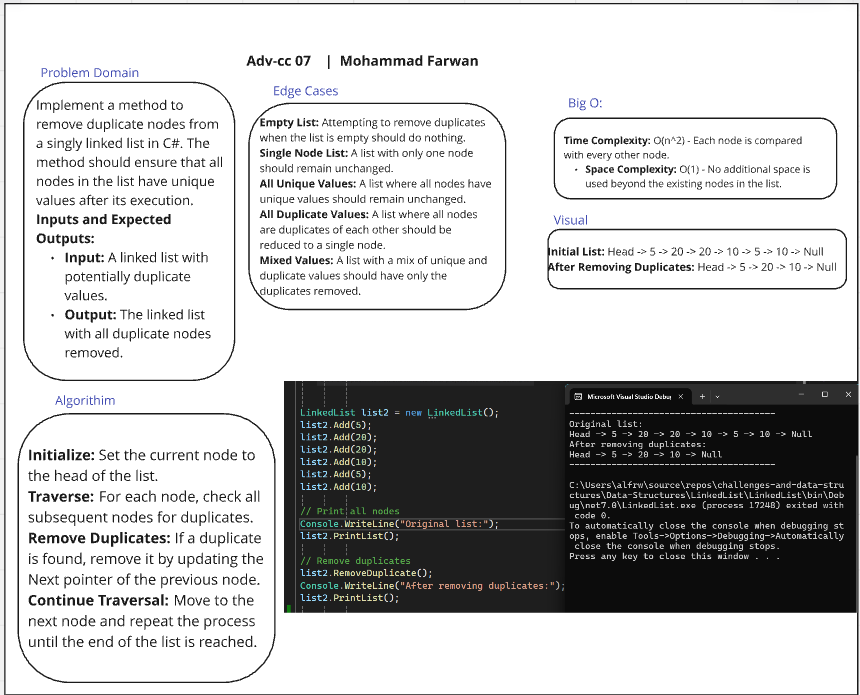 Adv-cc 07 | Mohammad Farwan
Problem Domain
Implement a method to
remove duplicate nodes from
a singly linked list in C#. The
method should ensure that all
nodes in the list have unique
values after its execution.
Inputs and Expected
Outputs:
• Input: A linked list with
potentially duplicate
values.
• Output: The linked list
with all duplicate nodes
removed.
Edge Cases
Empty List: Attempting to remove duplicates
when the list is empty should do nothing.
Single Node List: A list with only one node
should remain unchanged.
All Unique Values: A list where all nodes have
unique values should remain unchanged.
All Duplicate Values: A list where all nodes
are duplicates of each other should be
reduced to a single node.
Mixed Values: A list with a mix of unique and
duplicate values should have only the
duplicates removed.
Big O:
Time Complexity: O(n^2) - Each node is compared
with every other node.
• Space Complexity: O(1) - No additional space is
used beyond the existing nodes in the list.
Visual
Initial List: Head -> 5 -> 20 -> 20 -> 10 -> 5 -> 10 -> Null
After Removing Duplicates: Head -> 5 -> 20 -> 10 -> Null
Algorithim
Initialize: Set the current node to
the head of the list.
Traverse: For each node, check all
subsequent nodes for duplicates.
Remove Duplicates: If a duplicate
is found, remove it by updating the
Next pointer of the previous node.
Continue Traversal: Move to the
next node and repeat the process
until the end of the list is reached.
LinkedList list2 = new LinkedList();
list2.Add(5);
list2.Add(20);
list2.Add(20);
list2.Add(10);
list2.Add(5);
list2.Add(10);
// Print all nodes
Console.WriteLine("Original list:");
list2.PrintList();
// Remove duplicates
list2.RemoveDuplicate();
Console.WriteLine("After removing duplicates:");
list2.PrintList();
Microsoft Visual Studio Debug
---------------------------------------
Original list:
Head -> 5 -> 20 -> 20 -> 10 -> 5 -> 10 -> Null
After removing duplicates:
Head -> 5 -> 20 -> 10 -> Null
---------------------------------------
C:\Users\alfrw\source\repos\challenges-and-data-stru
ctures\Data-Structures\LinkedList\LinkedList\bin\Deb
ug\net7.0\LinkedList.exe (process 17248) exited with
code 0.
To automatically close the console when debugging st
ops, enable Tools->Options->Debugging->Automatically
close the console when debugging stops.
Press any key to close this window . . .